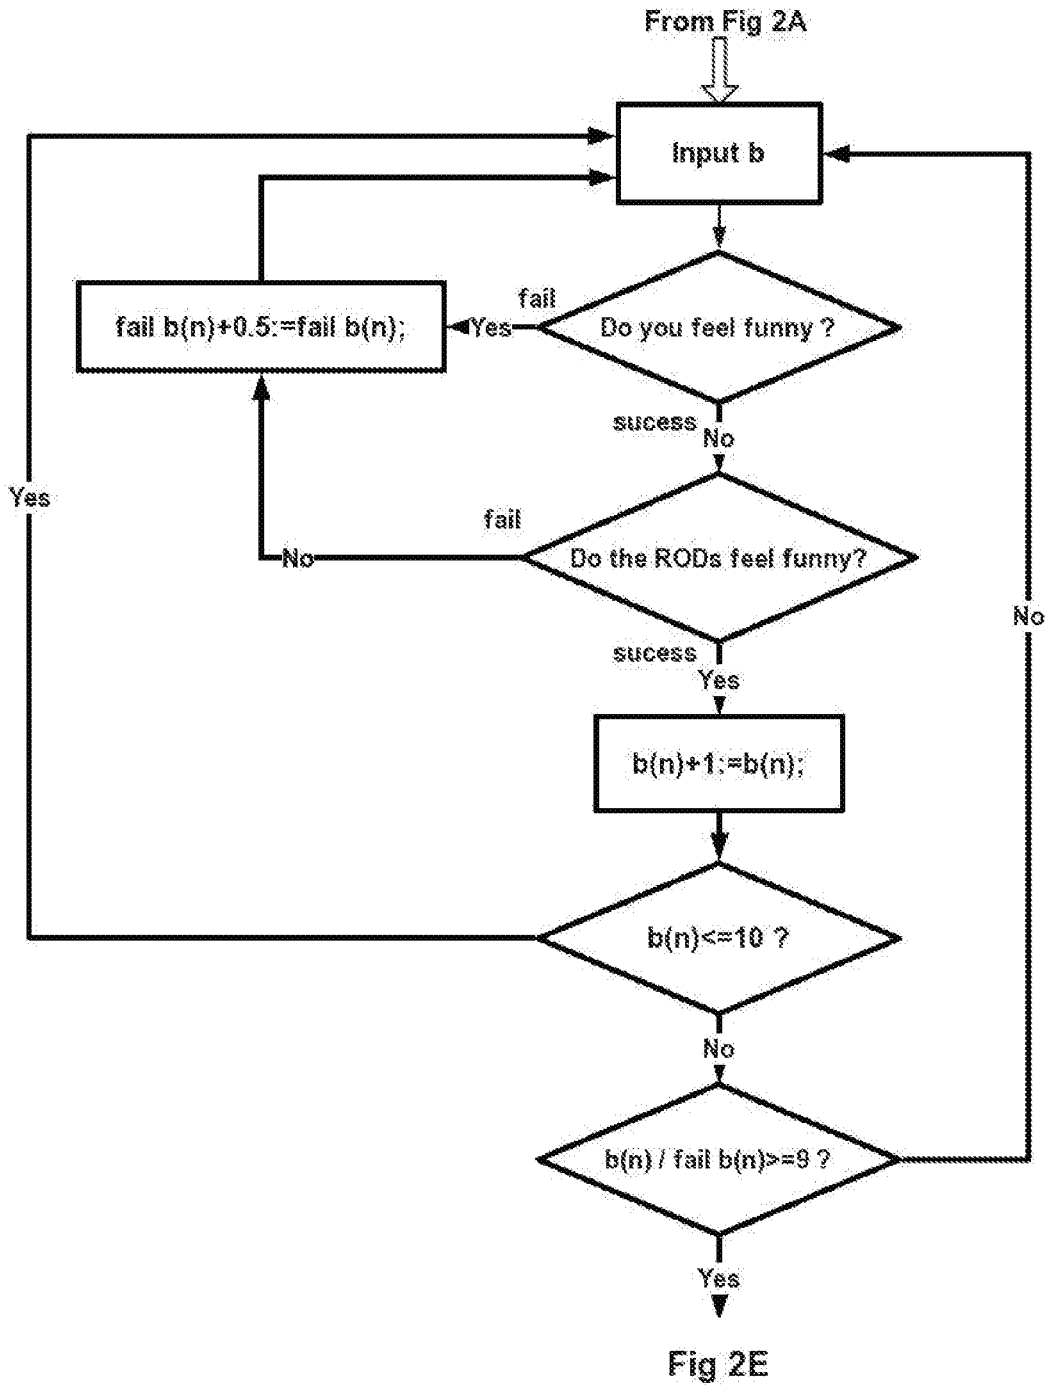 From Fig 2A
Input b
fail
Do you feel funny ?
Yes
fail b(n)+0.5:=fail b(n);
sucess
No
Yes
fail
Do the RODs feel funny?
No
No
sucess
Yes
b(n)+1:=b(n);
b(n)<=10 ?
No
b(n) / fail b(n)>=9 ?
Yes
Fig 2E